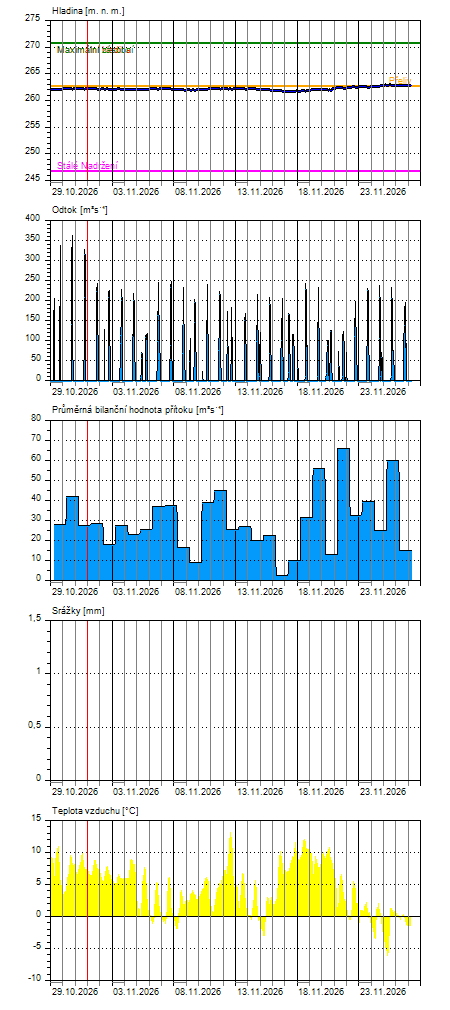 Hladina [m. n. m.]
275
270
265
260
255
250
245
Přeliv
Stálé Nadržení
29.10.2026 03.11.2026 08.11.2026 13.11.2026 18.11.2026 23.11.2026
Odtok [m³s⁻¹]
400
350
300
250
200
150
100
50
0
29.10.2026 03.11.2026 08.11.2026 13.11.2026 18.11.2026 23.11.2026
Průměrná bilanční hodnota přítoku [m³s⁻¹]
80
70
60
50
40
30
20
10
0
29.10.2026 03.11.2026 08.11.2026 13.11.2026 18.11.2026 23.11.2026
Srážky [mm]
1,5
1
0,5
0
29.10.2026 03.11.2026 08.11.2026 13.11.2026 18.11.2026 23.11.2026
Teplota vzduchu [°C]
15
10
5
0
-5
-10
29.10.2026 03.11.2026 08.11.2026 13.11.2026 18.11.2026 23.11.2026